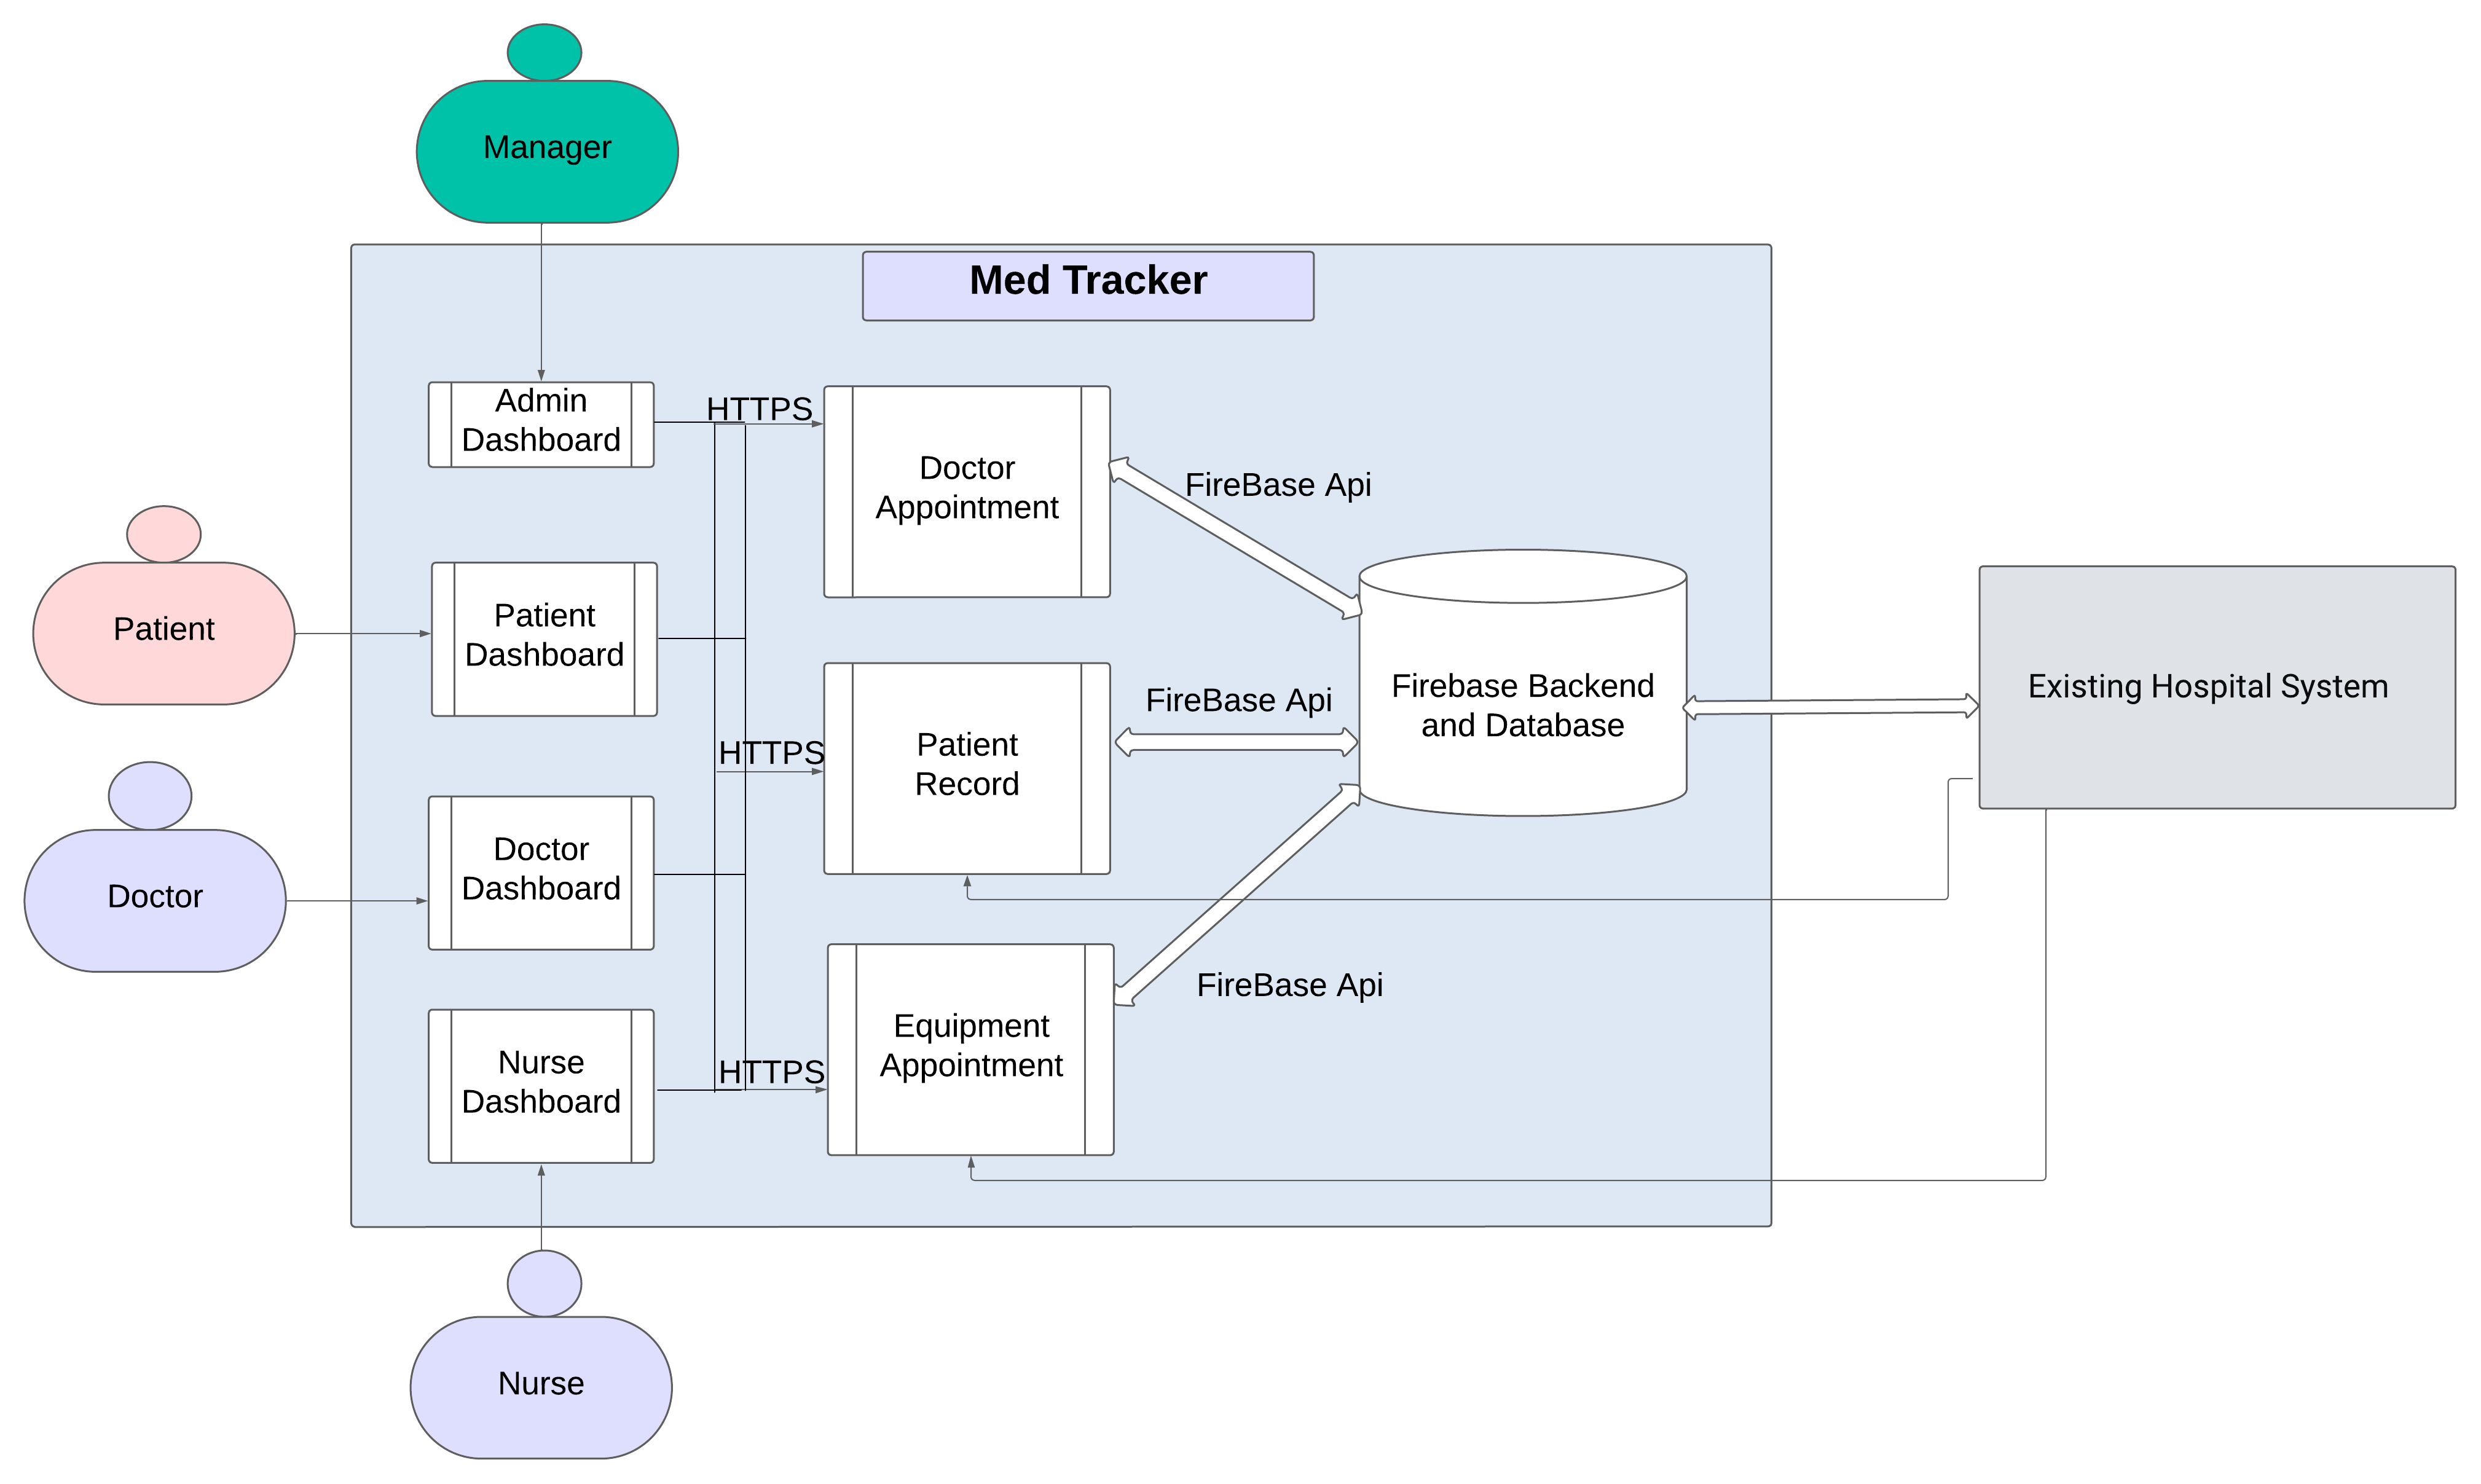 Manager
Med Tracker
Admin
Dashboard
HTTPS
Doctor
Appointment
FireBase Api
Patient
Patient
Dashboard
HTTPS
Patient
Record
FireBase Api
Firebase Backend
and Database
Existing Hospital System
Doctor
Doctor
Dashboard
Nurse
Dashboard
HTTPS
Equipment
Appointment
FireBase Api
Nurse